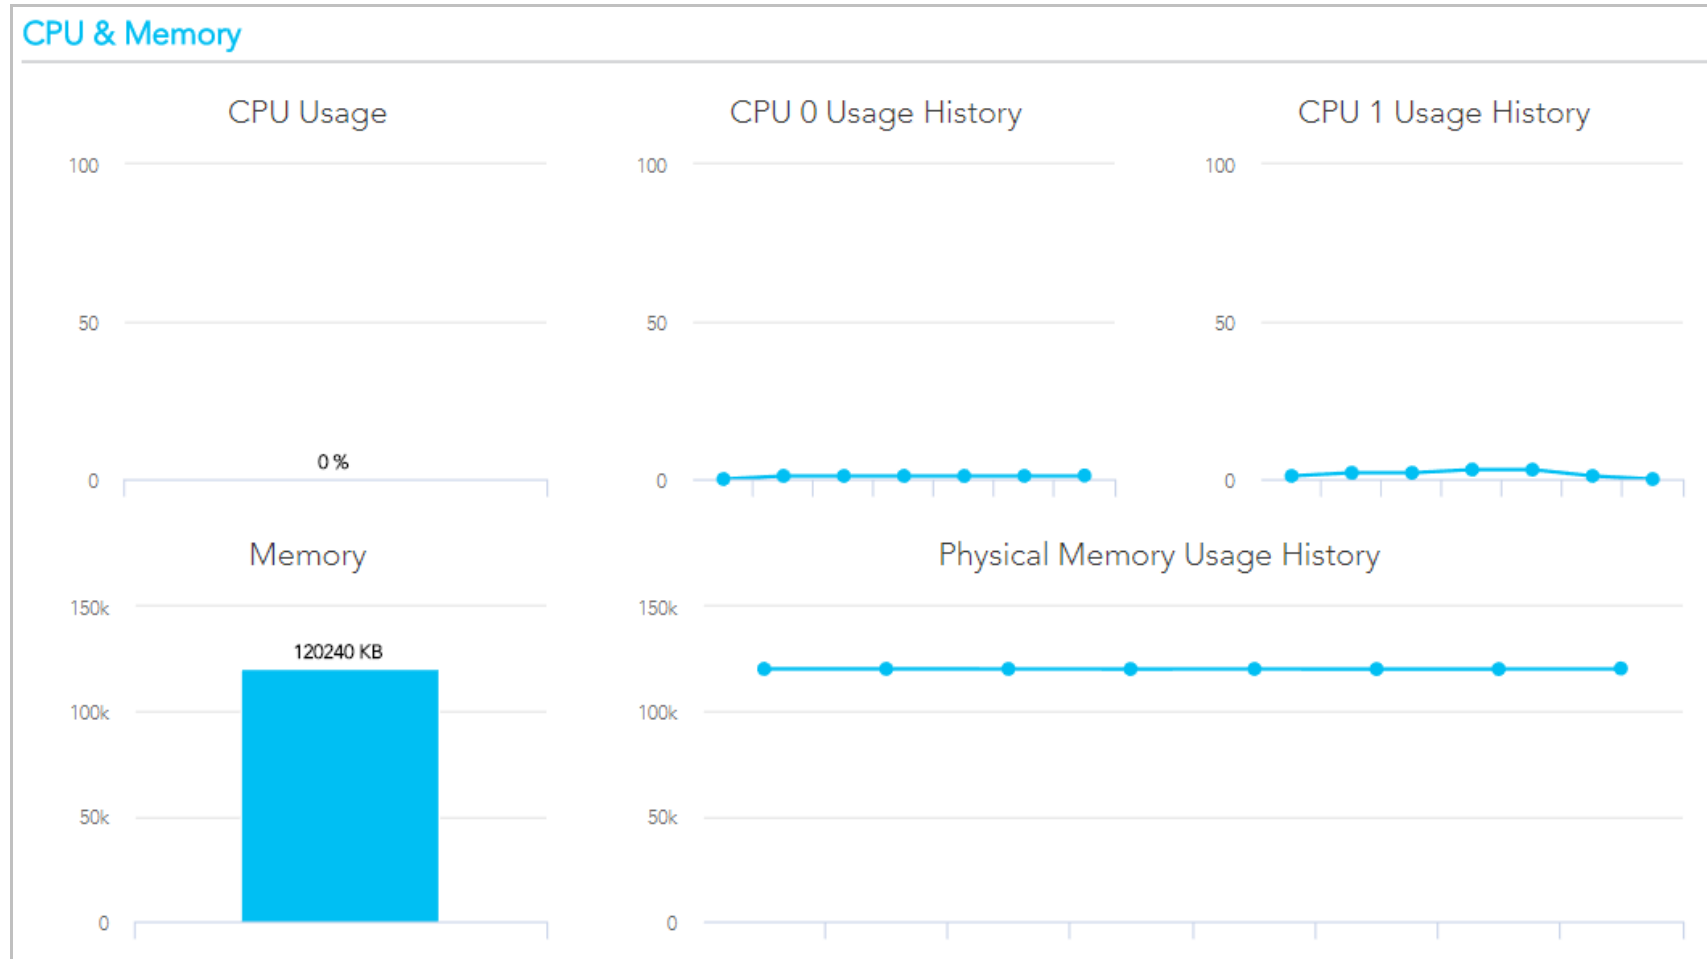 CPU & Memory
CPU Usage
100
50
0
0 %
CPU 0 Usage History
100
50
0
CPU 1 Usage History
100
50
0
Memory
150k
100k
50k
0
120240 KB
Physical Memory Usage History
150k
100k
50k
0